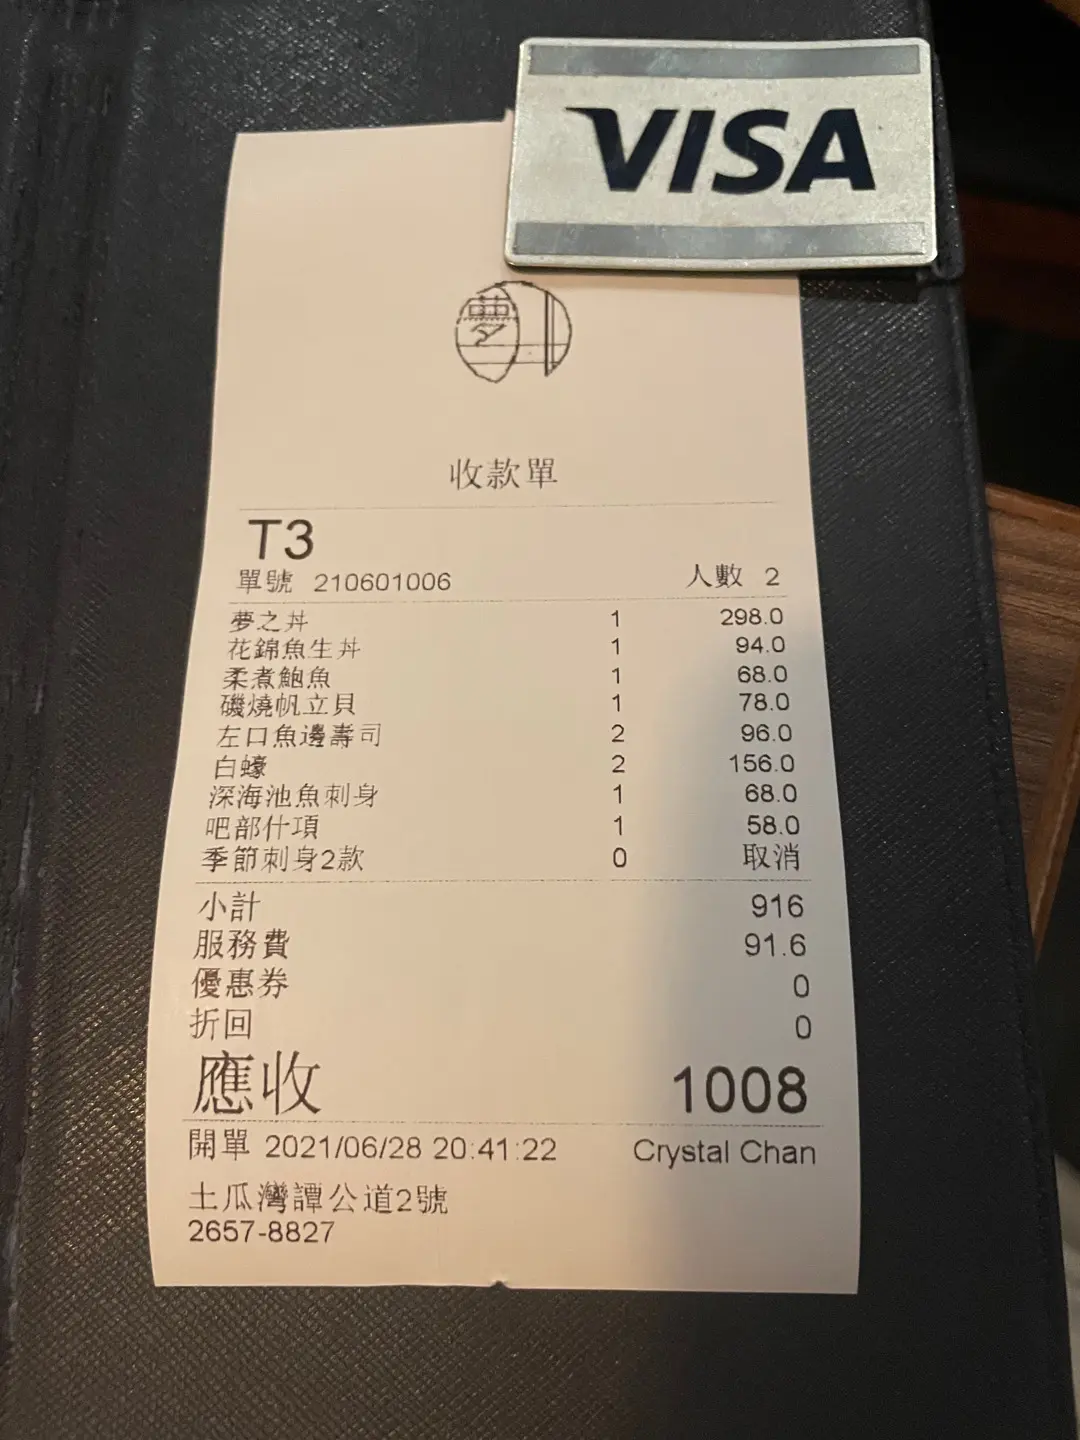 VISA
夢
收款單
T3
單號 210601006 人數 2
夢之丼 1 298.0
花錦魚生丼 1 94.0
柔煮鮑魚 1 68.0
磯燒帆立貝 1 78.0
左口魚邊壽司 2 96.0
白蠔 2 156.0
深海池魚刺身 1 68.0
吧部什項 1 58.0
季節刺身2款 0 取消
小計 916
服務費 91.6
優惠券 0
折回 0
應收 1008
開單 2021/06/28 20:41:22 Crystal Chan
土瓜灣譚公道2號
2657-8827